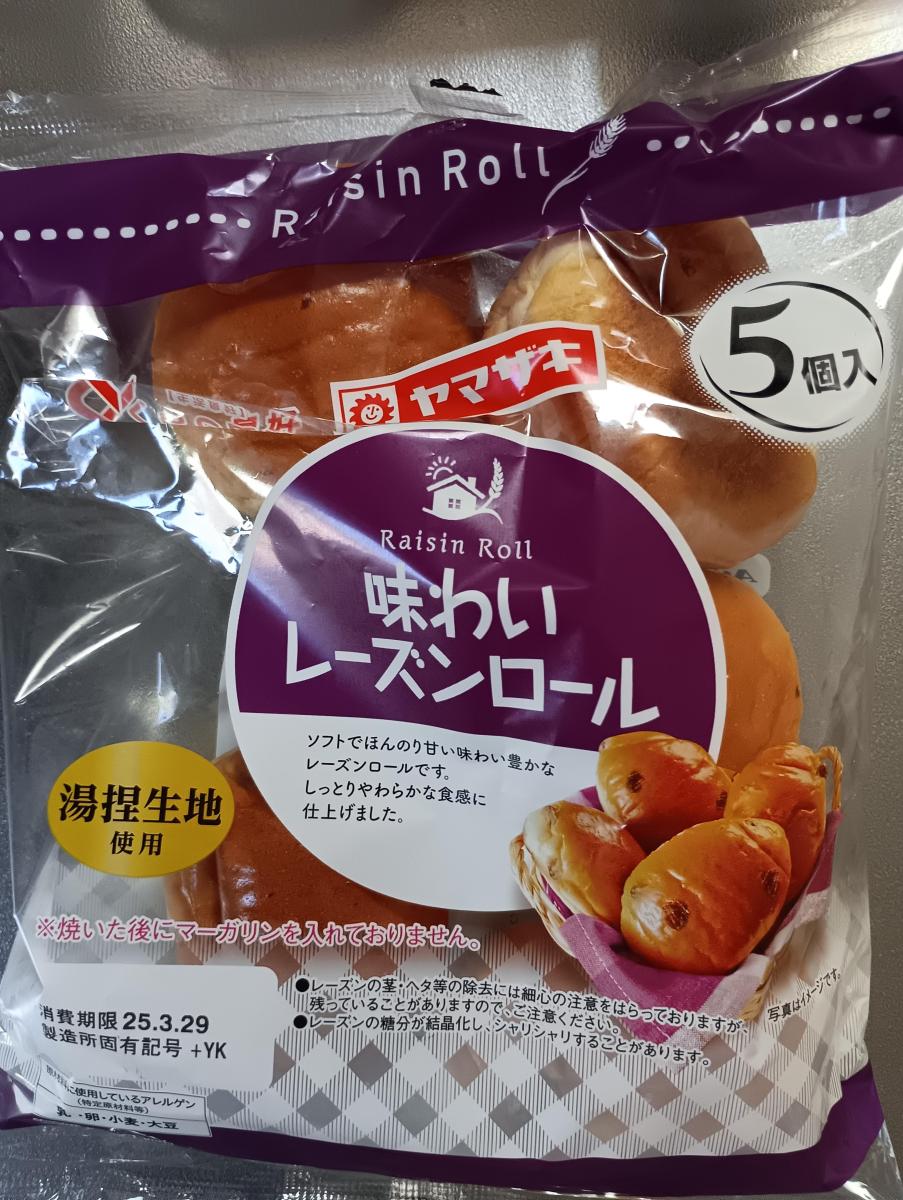 Raisin Roll
5個入
ヤマザキ
Raisin Roll
味わい
レーズンロール
ソフトでほんのり甘い味わい豊かな
レーズンロールです。
しっとりやわらかな食感に
仕上げました。
湯捏生地
使用
※焼いた後にマーガリンを入れておりません。
●レーズンの茎・ヘタ等の除去には細心の注意をはらっておりますが、
残っていることがありますので、ご注意ください。
●レーズンの糖分が結晶化し、シャリシャリすることがあります。
写真はイメージです。
消費期限 25.3.29
製造所固有記号 +YK
に使用しているアレルゲン
(特定原材料等)
乳・卵・小麦・大豆